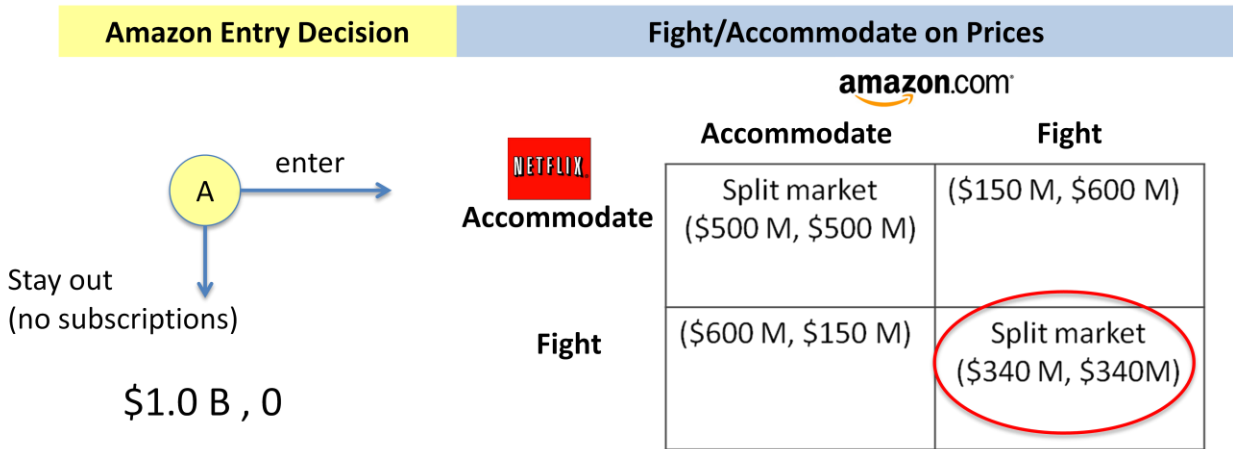 Amazon Entry Decision
Fight/Accommodate on Prices
amazon.com
Accommodate
Fight
A
enter
NETFLIX
Accommodate
Split market
($500 M, $500 M)
($150 M, $600 M)
Stay out
(no subscriptions)
$1.0 B , 0
Fight
($600 M, $150 M)
Split market
($340 M, $340M)